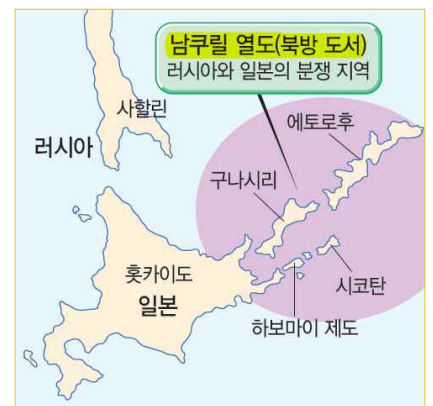 남쿠릴 열도(북방 도서)
러시아와 일본의 분쟁 지역
사할린
러시아
에토로후
구나시리
홋카이도
일본
시코탄
하보마이 제도